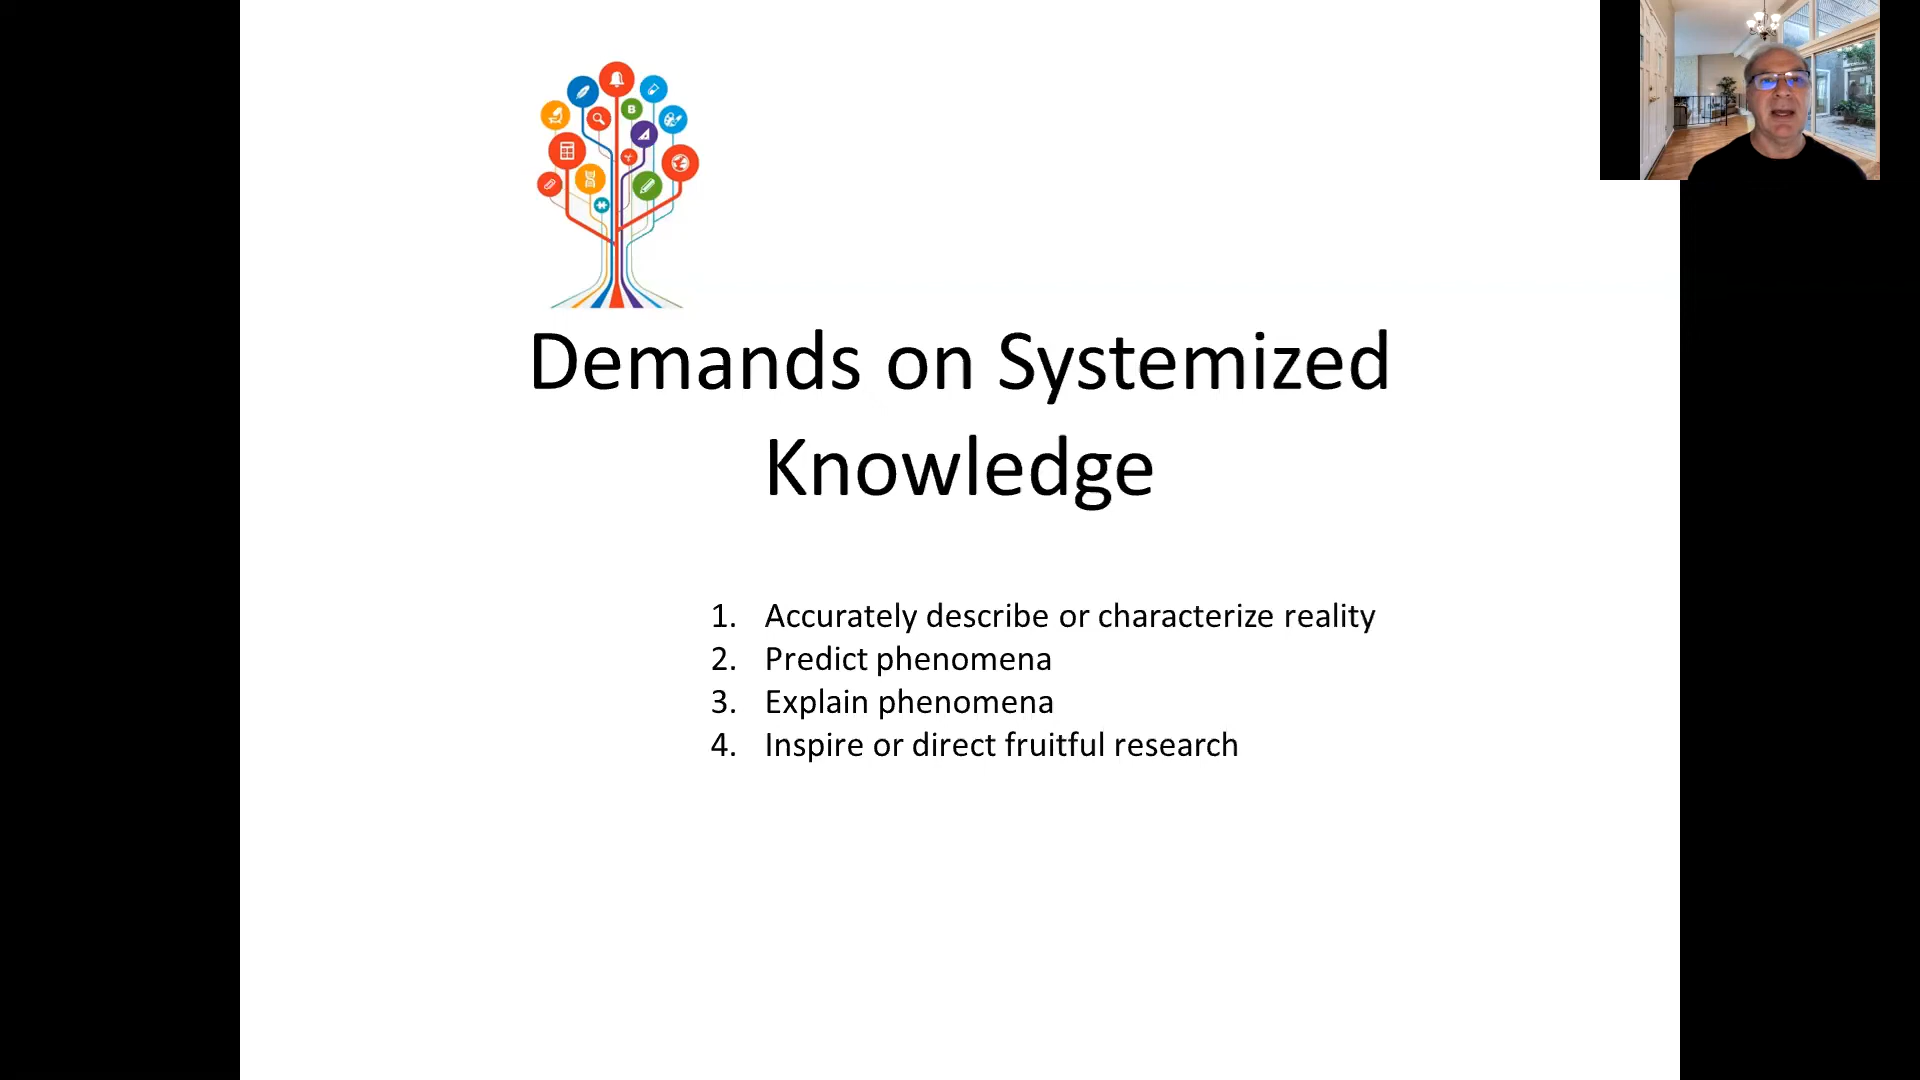 B
Demands on Systemized
Knowledge
1. Accurately describe or characterize reality
2. Predict phenomena
3. Explain phenomena
4. Inspire or direct fruitful research